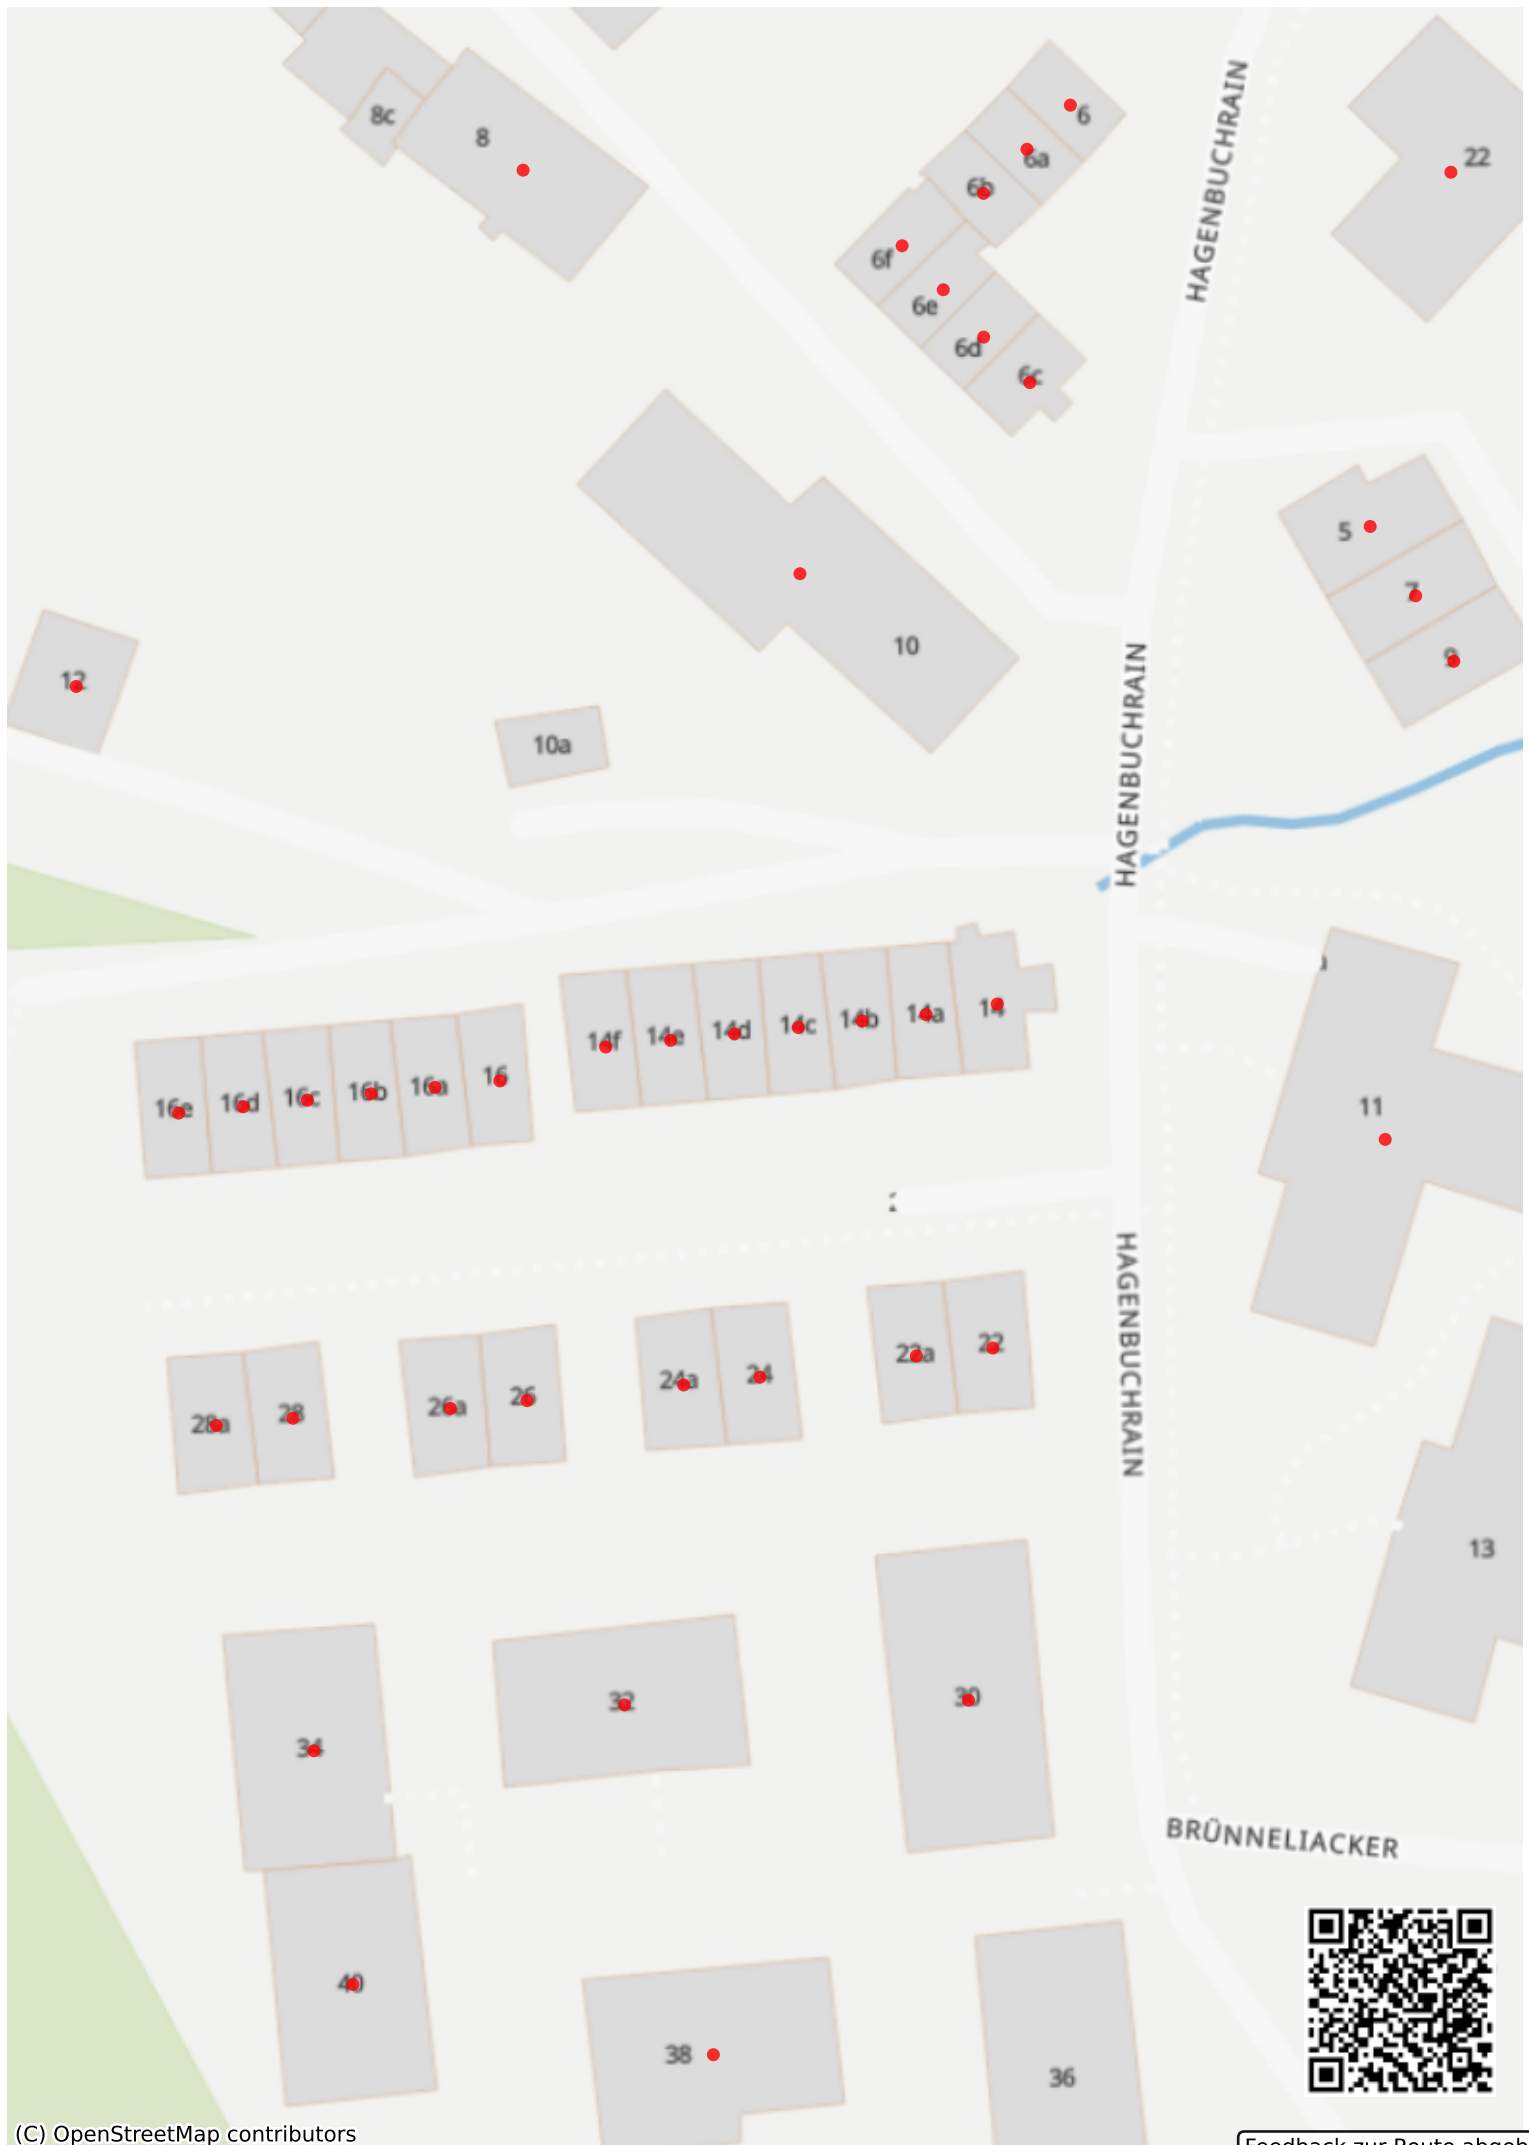 8c
8
6
6a
6b
6f
6e
6d
6c
22
HAGENBUCHRAIN
5
7
9
10
12
10a
HAGENBUCHRAIN
14f
14e
14d
14c
14b
14a
14
16e
16d
16c
16b
16a
16
11
HAGENBUCHRAIN
28a
28
26a
26
24a
24
22a
22
13
34
32
30
BRÜNNELIACKER
40
38
36
(C) OpenStreetMap contributors